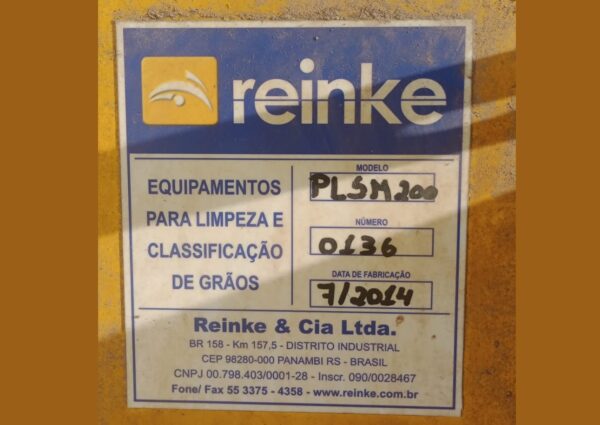 reinke
EQUIPAMENTOS
PARA LIMPEZA E
CLASSIFICAÇÃO
DE GRÃOS
MODELO
PLSM200
NÚMERO
0136
DATA DE FABRICAÇÃO
7/2014
Reinke & Cia Ltda.
BR 158 - Km 157,5 - DISTRITO INDUSTRIAL
CEP 98280-000 PANAMBI RS - BRASIL
CNPJ 00.798.403/0001-28 - Inscr. 090/0028467
Fone/ Fax 55 3375 - 4358 - www.reinke.com.br